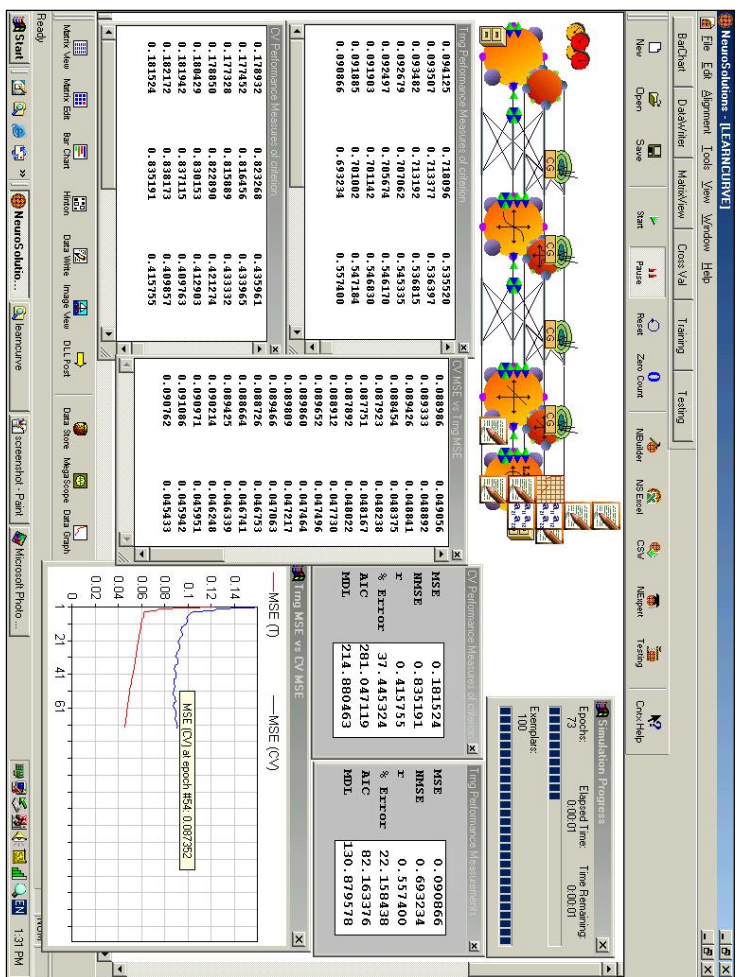 NeuroSolutions - [LEARNCURVE]
File Edit Alignment Tools View Window Help
BarChart DataWriter MatrixView Cross Val Training Testing
New Open Save Start Pause Reset Zero Count NBuilder NS Excel CSW NExpert Testing Cntx Help
CG CG CG CG
Simulation Progress
Epochs: Elapsed Time: Time Remaining:
73 0:00:01 0:00:01
Exemplars:
100
Trng Performance Measures of criterion
0.094125 0.718096 0.535520
0.093507 0.713377 0.536397
0.093482 0.713192 0.536815
0.092679 0.707062 0.545335
0.092497 0.705674 0.546170
0.091903 0.701142 0.546830
0.091885 0.701002 0.547184
0.090866 0.693234 0.557400
CV Performance Measures of criterion
0.178932 0.823268 0.435961
0.177452 0.816456 0.433965
0.177328 0.815889 0.433332
0.178858 0.822890 0.421274
0.180429 0.830153 0.412903
0.181942 0.837115 0.409763
0.182172 0.838173 0.409857
0.181524 0.835191 0.415755
CV MSE vs Trng MSE
0.088986 0.049056
0.089333 0.048892
0.089426 0.048841
0.088454 0.048375
0.087923 0.048238
0.087751 0.048167
0.087892 0.048022
0.088912 0.047730
0.089652 0.047496
0.089860 0.047464
0.089809 0.047217
0.089466 0.047063
0.088726 0.046753
0.088664 0.046741
0.089425 0.046339
0.090214 0.046248
0.090971 0.045951
0.091086 0.045942
0.090762 0.045433
CV Performance Measures of criterion
MSE 0.181524
NMSE 0.835191
r 0.415755
% Error 37.445324
AIC 281.047119
MDL 214.880463
Trng Performance Measurements
MSE 0.090866
NMSE 0.693234
r 0.557400
% Error 22.158438
AIC 82.163376
MDL 130.879578
Trng MSE vs CV MSE
MSE (T) MSE (CV)
0.14
0.12
0.1
0.08
0.06
0.04
0.02
0
1 21 41 61
MSE (CV) at epoch #54: 0.087352
Matrix View Matrix Edit Bar Chart Hinton Data Write Image View DLL Post Data Store MegaScope Data Graph
Ready NUM
Start NeuroSolutio... learncurve screenshot - Paint Microsoft Photo ... EN 1:31 PM